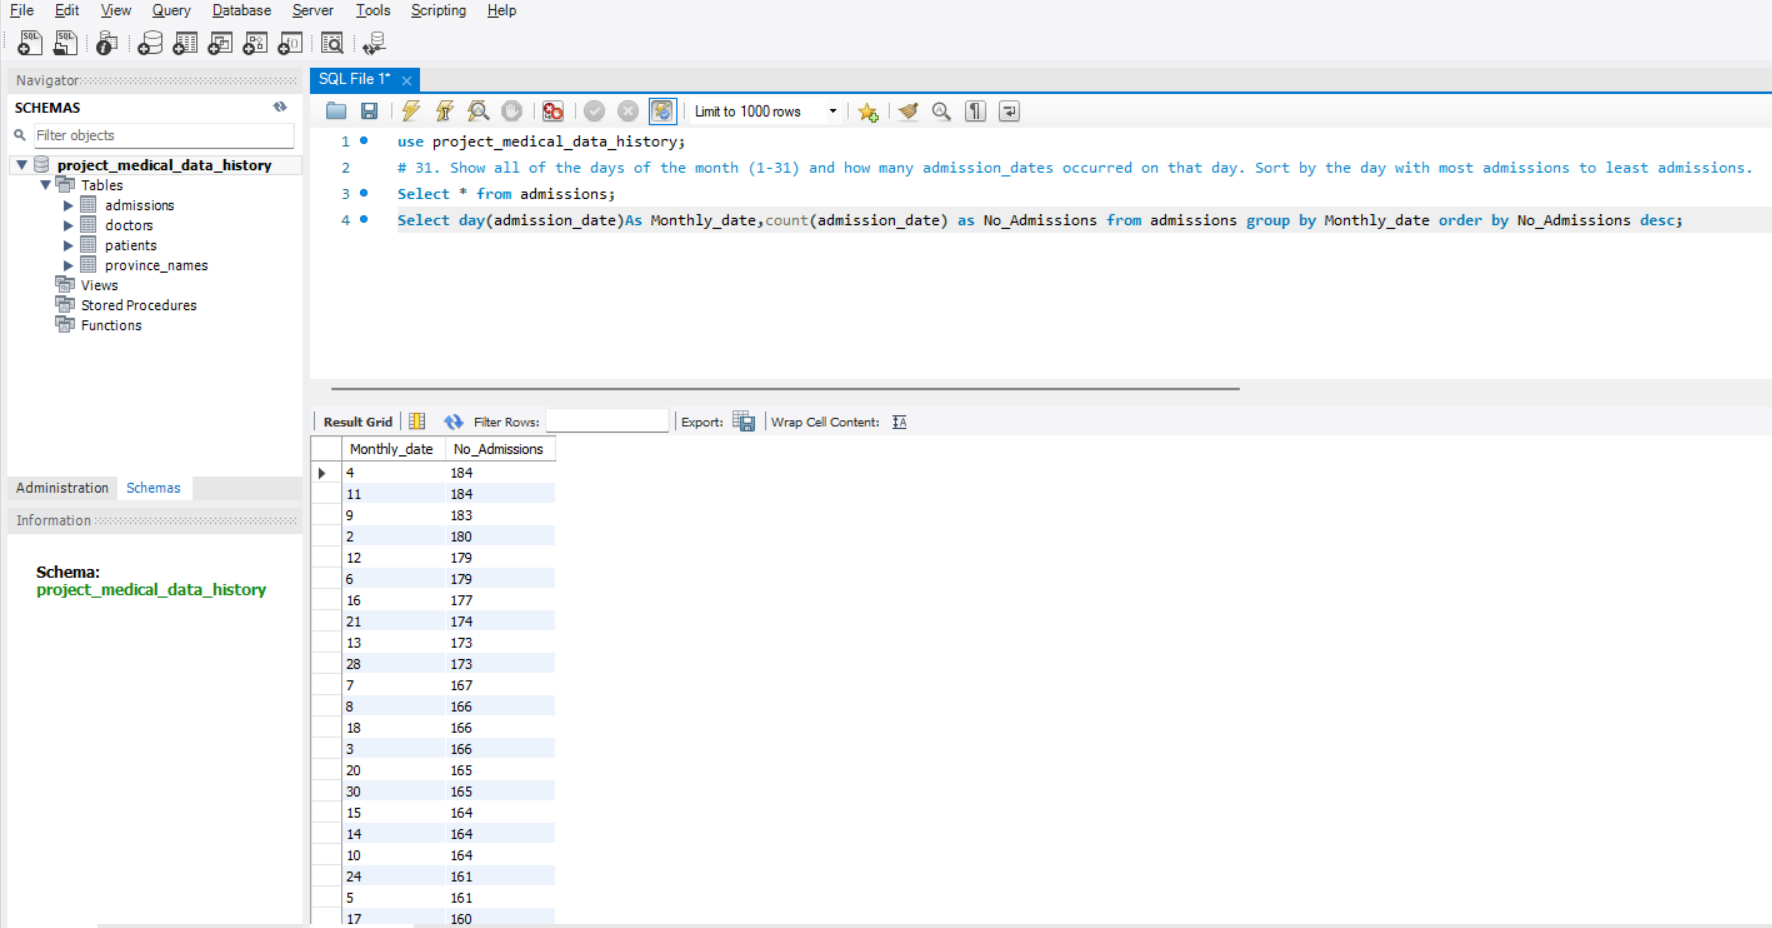 File Edit View Query Database Server Tools Scripting Help
Navigator
SCHEMAS
Filter objects
project_medical_data_history
Tables
admissions
doctors
patients
province_names
Views
Stored Procedures
Functions
Administration Schemas
Information
Schema:
project_medical_data_history
SQL File 1*
Limit to 1000 rows
1 use project_medical_data_history;
2 # 31. Show all of the days of the month (1-31) and how many admission_dates occurred on that day. Sort by the day with most admissions to least admissions.
3 Select * from admissions;
4 Select day(admission_date)As Monthly_date,count(admission_date) as No_Admissions from admissions group by Monthly_date order by No_Admissions desc;
Result Grid Filter Rows: Export: Wrap Cell Content:
Monthly_date No_Admissions
4 184
11 184
9 183
2 180
12 179
6 179
16 177
21 174
13 173
28 173
7 167
8 166
18 166
3 166
20 165
30 165
15 164
14 164
10 164
24 161
5 161
17 160